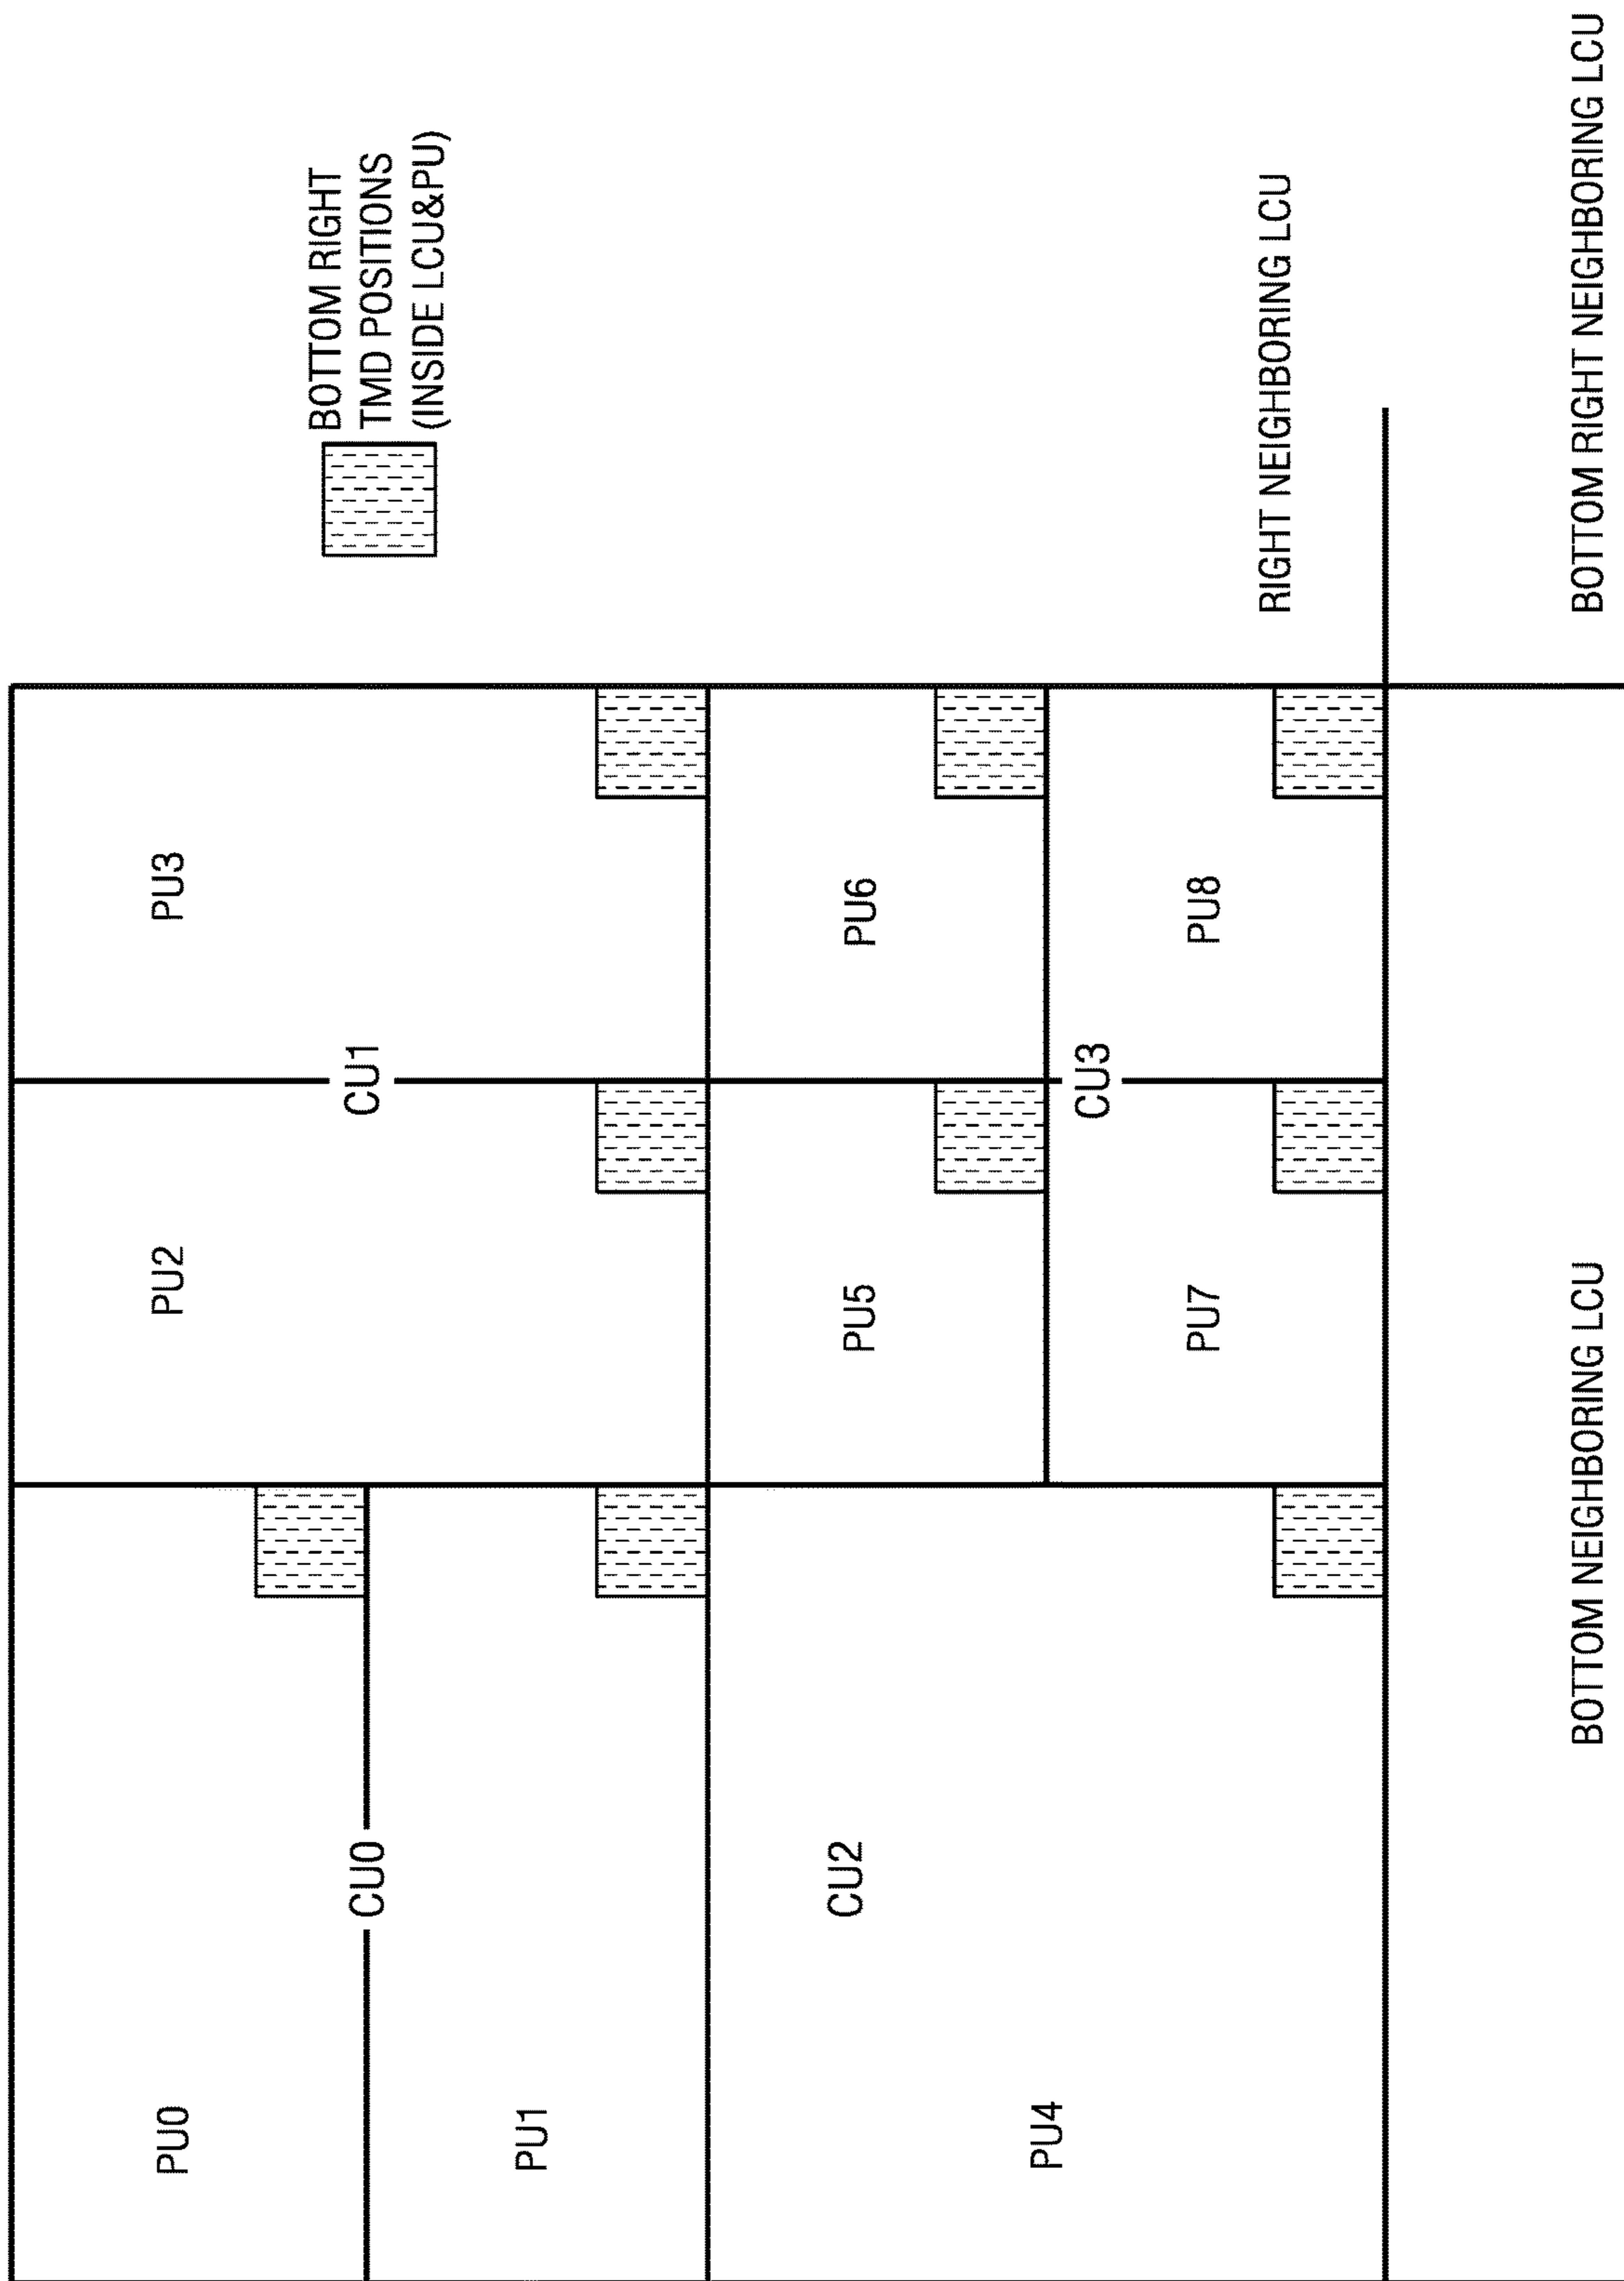 PU0
PU2
PU3
BOTTOM RIGHT
TMD POSITIONS
(INSIDE LCU&PU)
CU0
CU1
PU1
CU2
PU5
PU6
PU4
CU3
PU7
PU8
RIGHT NEIGHBORING LCU
BOTTOM NEIGHBORING LCU
BOTTOM RIGHT NEIGHBORING LCU